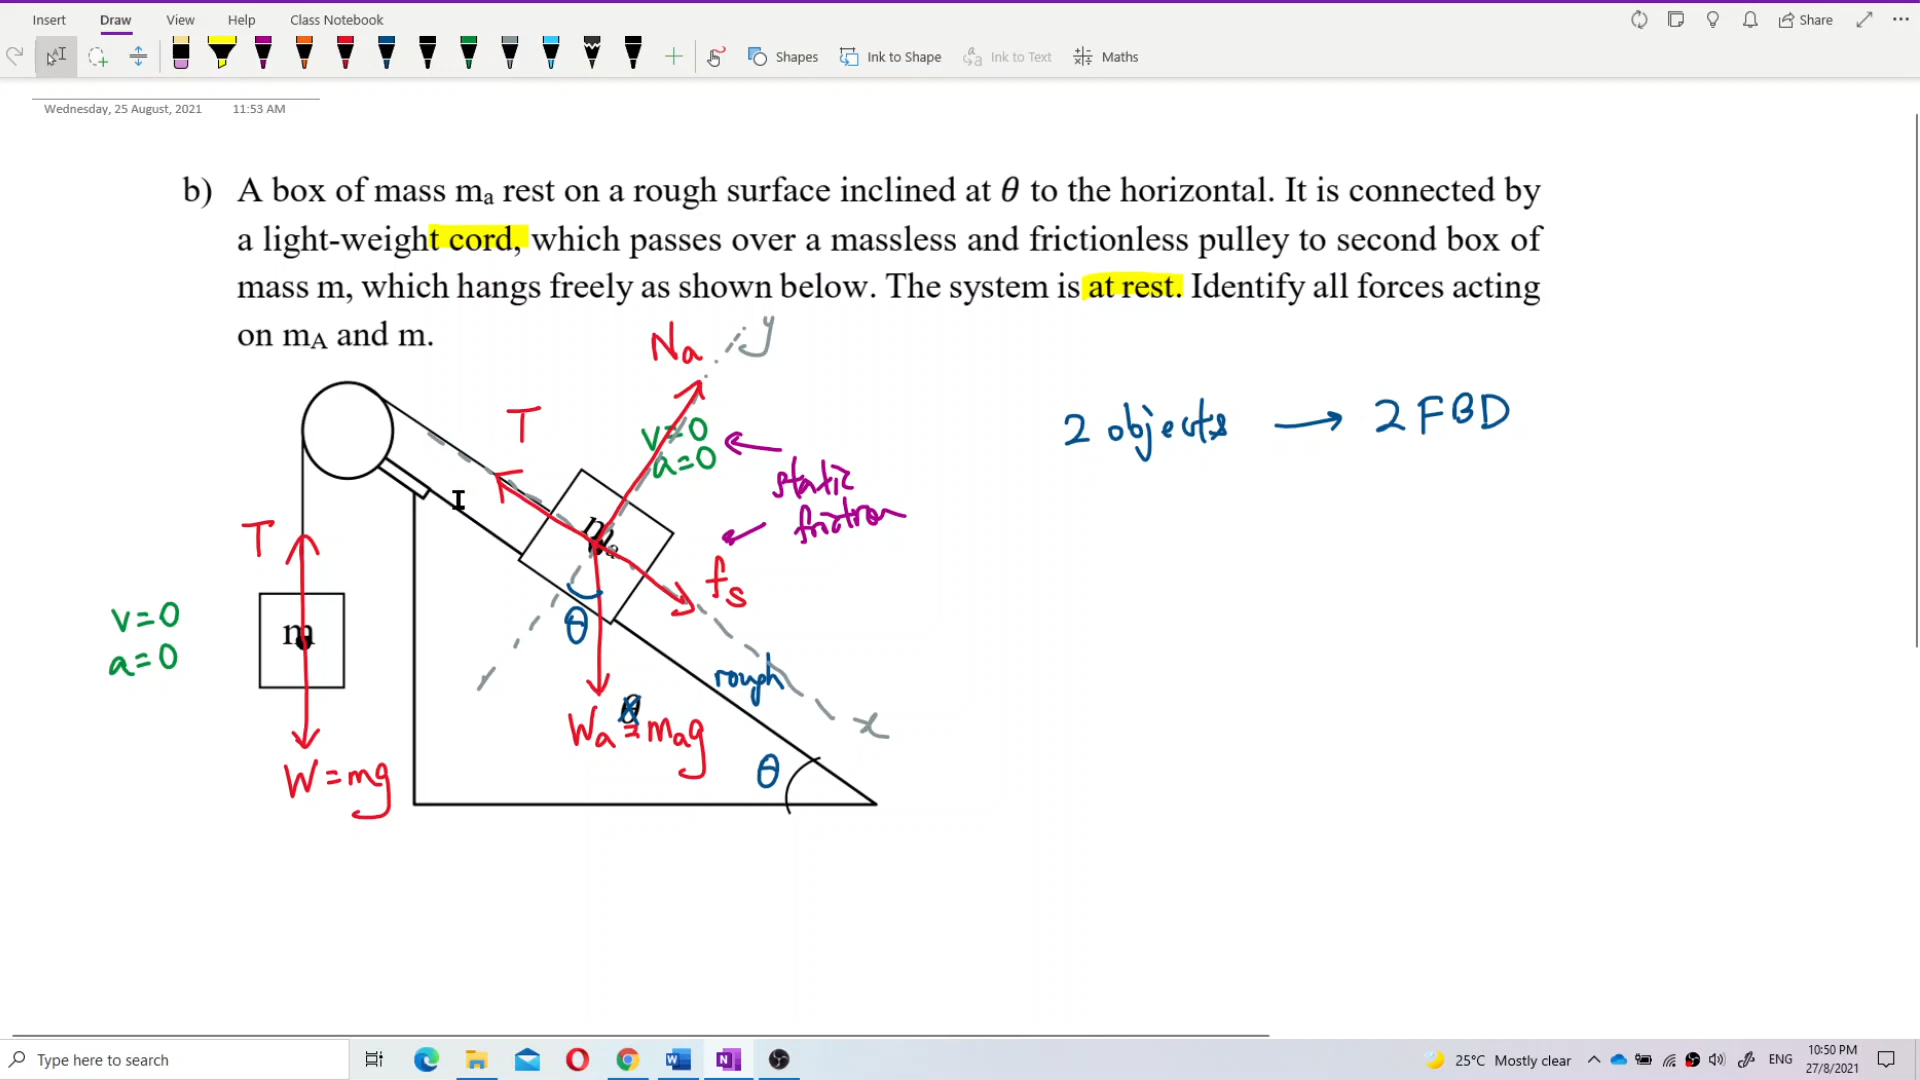 Insert Draw View Help Class Notebook Share
Shapes Ink to Shape Ink to Text Maths
Wednesday, 25 August, 2021 11:53 AM
b) A box of mass ma rest on a rough surface inclined at θ to the horizontal. It is connected by
a light-weight cord, which passes over a massless and frictionless pulley to second box of
mass m, which hangs freely as shown below. The system is at rest. Identify all forces acting
on mA and m.
Na
y
T
v=0
a=0
static
friction
2 objects → 2 FBD
T
ma
fs
v=0
a=0
m
θ
rough
x
Wa = mag
W = mg
θ
Type here to search
25°C Mostly clear
ENG
10:50 PM
27/8/2021